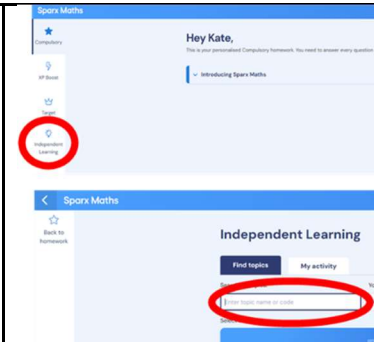 Sparx Maths
Compulsory
Hey Kate,
This is your personalised Compulsory homework. You need to answer every question
XP Boost
Introducing Sparx Maths
Target
Independent
Learning
Sparx Maths
Back to
homework
Independent Learning
Find topics
My activity
Enter topic name or code